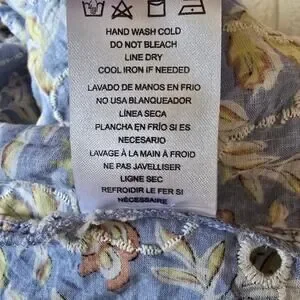 HAND WASH COLD
DO NOT BLEACH
LINE DRY
COOL IRON IF NEEDED
LAVADO DE MANOS EN FRIO
NO USA BLANQUEADOR
LÍNEA SECA
PLANCHA EN FRÍO SI ES
NECESARIO
LAVAGE À LA MAIN À FROID
NE PAS JAVELLISER
LIGNE SEC
REFROIDIR LE FER SI
NÉCESSAIRE